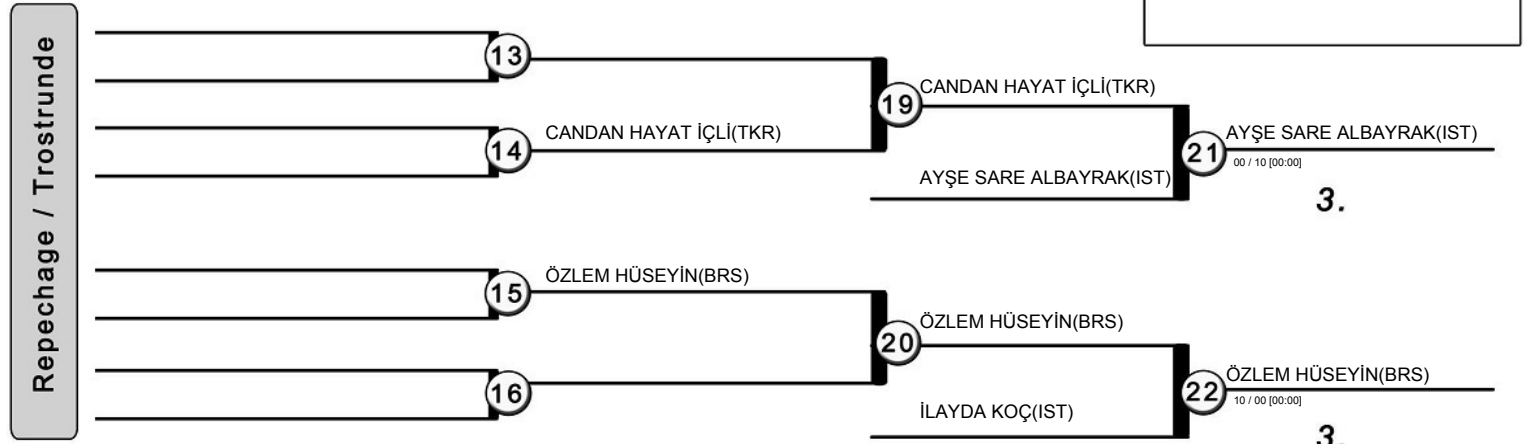 Repechage / Trostrunde
13
CANDAN HAYAT İÇLİ(TKR)
19
CANDAN HAYAT İÇLİ(TKR)
14
AYŞE SARE ALBAYRAK(IST)
21
AYŞE SARE ALBAYRAK(IST)
00 / 10 [00:00]
3.
ÖZLEM HÜSEYİN(BRS)
15
ÖZLEM HÜSEYİN(BRS)
20
16
İLAYDA KOÇ(IST)
22
ÖZLEM HÜSEYİN(BRS)
10 / 00 [00:00]
3.